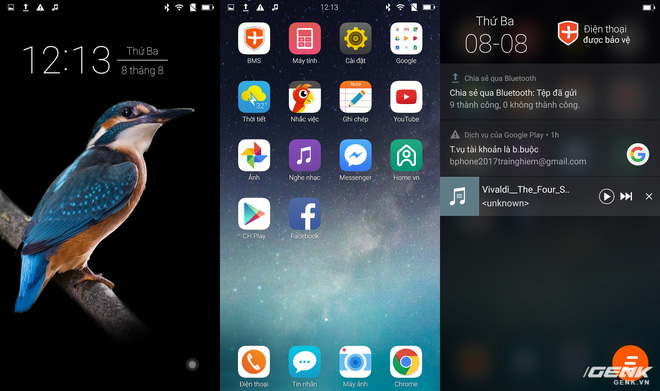 12:13
Thứ Ba
8 tháng 8
12:13
BMS
Máy tính
Cài đặt
Google
32°
Thời tiết
Nhắc việc
Note
Ghi chép
YouTube
Ảnh
Nghe nhạc
Messenger
Home.vn
CH Play
Facebook
Điện thoại
Tin nhắn
Máy ảnh
Chrome
Thứ Ba
08-08
Điện thoại
được bảo vệ
Chia sẻ qua Bluetooth
Chia sẻ qua Bluetooth: Tệp đã gửi
9 thành công, 0 không thành công.
Dịch vụ của Google Play • 1h
T.vụ tài khoản là b.buộc
bphone2017trainghiem@gmail.com
Vivaldi__The_Four_S..
<unknown>
GENK
GENK.VN